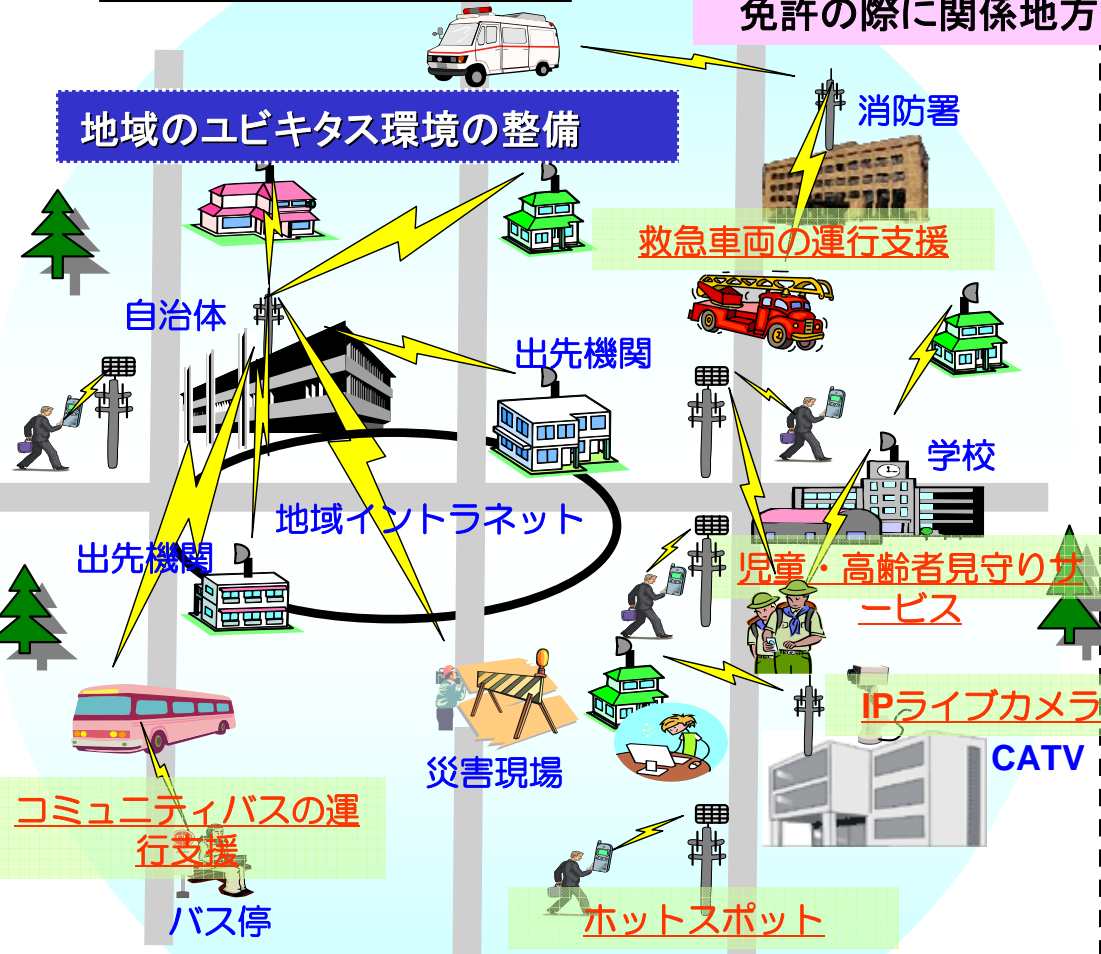 免許の際に関係地方
地域のユビキタス環境の整備
消防署
救急車両の運行支援
自治体
出先機関
学校
地域イントラネット
出先機関
児童・高齢者見守りサ
ービス
IPライブカメラ
CATV
災害現場
コミュニティバスの運
行支援
バス停
ホットスポット